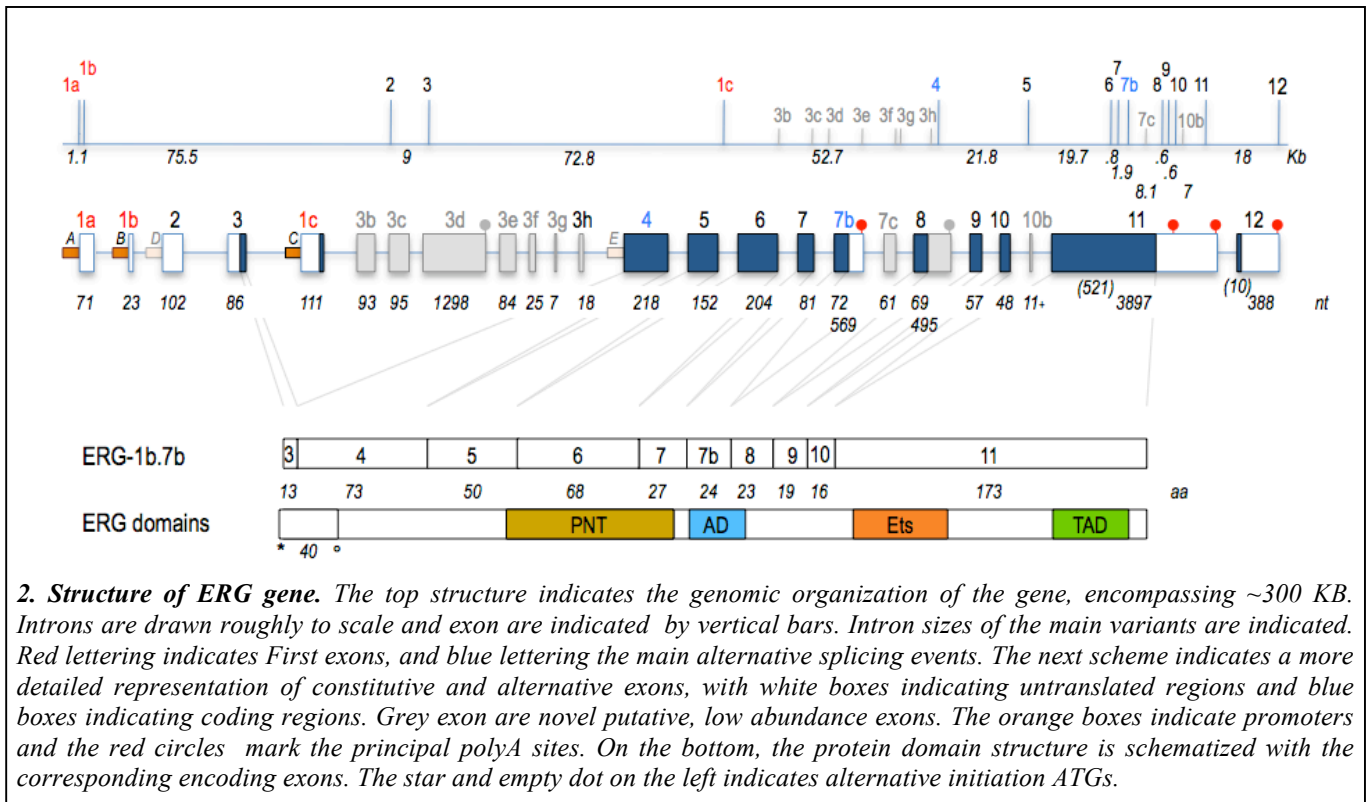 1a 1b 2 3 1c 3b 3c 3d 3e 3f 3g 3h 4 5 6 7 7b 7c 8 9 10 10b 11 12
1.1 75.5 9 72.8 52.7 21.8 19.7 .8 1.9 8.1 .6 .6 7 18 Kb
A 1a B 1b D 2 3 C 1c 3b 3c 3d 3e 3f 3g 3h E 4 5 6 7 7b 7c 8 9 10 10b 11 12
71 23 102 86 111 93 95 1298 84 25 7 18 218 152 204 81 72 61 69 57 48 11+ (521) 3897 (10) 388 nt
569 495
ERG-1b.7b 3 4 5 6 7 7b 8 9 10 11
13 73 50 68 27 24 23 19 16 173 aa
ERG domains PNT AD Ets TAD
* 40 °
2. Structure of ERG gene. The top structure indicates the genomic organization of the gene, encompassing ~300 KB.
Introns are drawn roughly to scale and exon are indicated by vertical bars. Intron sizes of the main variants are indicated.
Red lettering indicates First exons, and blue lettering the main alternative splicing events. The next scheme indicates a more
detailed representation of constitutive and alternative exons, with white boxes indicating untranslated regions and blue
boxes indicating coding regions. Grey exon are novel putative, low abundance exons. The orange boxes indicate promoters
and the red circles mark the principal polyA sites. On the bottom, the protein domain structure is schematized with the
corresponding encoding exons. The star and empty dot on the left indicates alternative initiation ATGs.